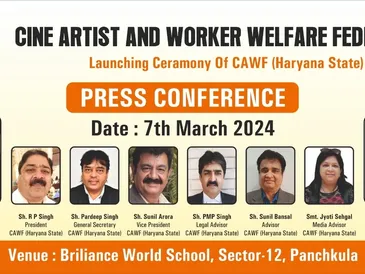 CINE ARTIST AND WORKER WELFARE FED
Launching Ceremony Of CAWF (Haryana State)
PRESS CONFERENCE
Date : 7th March 2024
Sh. R P Singh
President
CAWF (Haryana State)
Sh. Pardeep Singh
General Secretary
CAWF (Haryana State)
Sh. Sunil Arora
Vice President
CAWF (Haryana State)
Sh. PMP Singh
Legal Advisor
CAWF (Haryana State)
Sh. Sunil Bansal
Advisor
CAWF (Haryana State)
Smt. Jyoti Sehgal
Media Advisor
CAWF (Haryana State)
Venue : Briliance World School, Sector-12, Panchkula